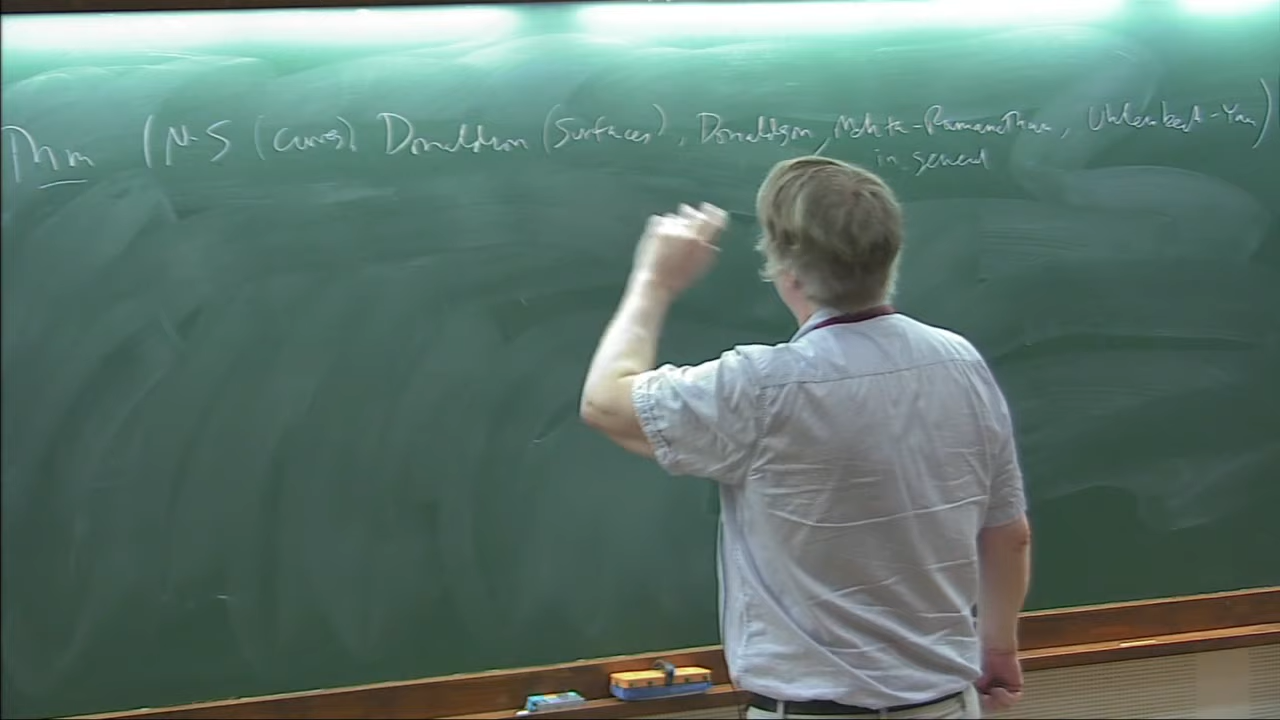 Thm (N-S (curves) Donaldson (surfaces), Donaldson, Mehta-Ramanathan, Uhlenbeck-Yau)
in general